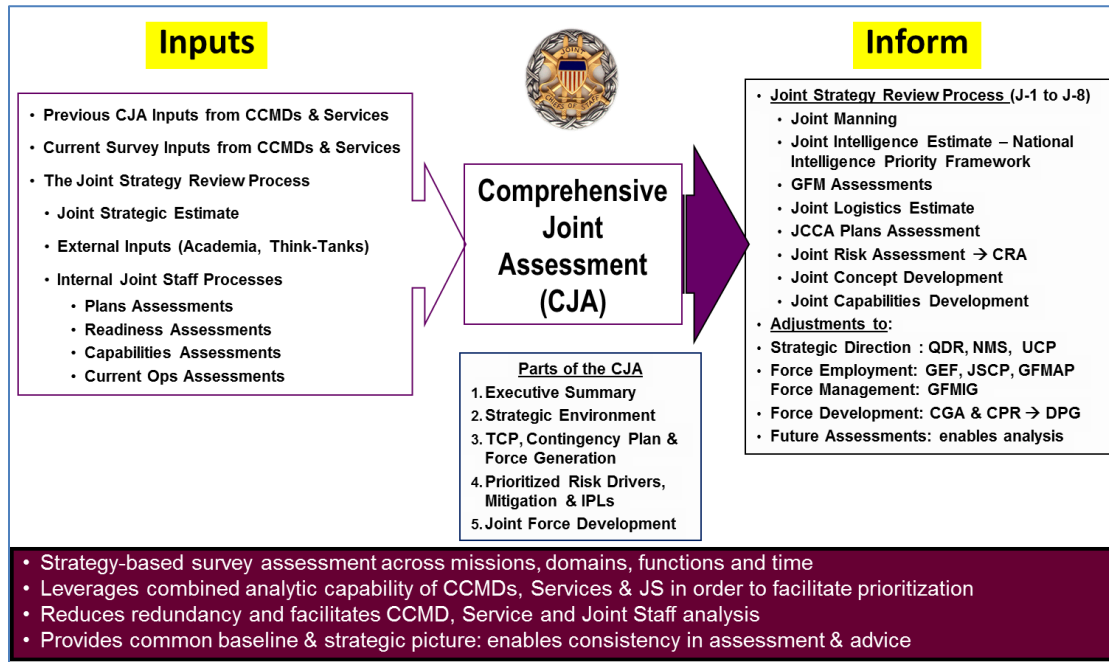 Inputs
• Previous CJA Inputs from CCMDs & Services
• Current Survey Inputs from CCMDs & Services
• The Joint Strategy Review Process
• Joint Strategic Estimate
• External Inputs (Academia, Think-Tanks)
• Internal Joint Staff Processes
• Plans Assessments
• Readiness Assessments
• Capabilities Assessments
• Current Ops Assessments
JOINT
CHIEFS OF STAFF
Comprehensive
Joint
Assessment
(CJA)
Parts of the CJA
1. Executive Summary
2. Strategic Environment
3. TCP, Contingency Plan &
Force Generation
4. Prioritized Risk Drivers,
Mitigation & IPLs
5. Joint Force Development
Inform
• Joint Strategy Review Process (J-1 to J-8)
• Joint Manning
• Joint Intelligence Estimate – National
Intelligence Priority Framework
• GFM Assessments
• Joint Logistics Estimate
• JCCA Plans Assessment
• Joint Risk Assessment → CRA
• Joint Concept Development
• Joint Capabilities Development
• Adjustments to:
• Strategic Direction : QDR, NMS, UCP
• Force Employment: GEF, JSCP, GFMAP
Force Management: GFMIG
• Force Development: CGA & CPR → DPG
• Future Assessments: enables analysis
• Strategy-based survey assessment across missions, domains, functions and time
• Leverages combined analytic capability of CCMDs, Services & JS in order to facilitate prioritization
• Reduces redundancy and facilitates CCMD, Service and Joint Staff analysis
• Provides common baseline & strategic picture: enables consistency in assessment & advice